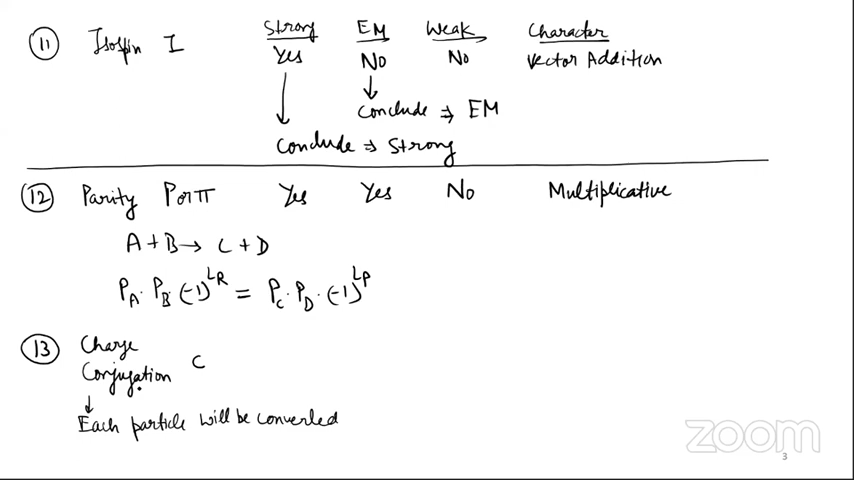 Strong EM Weak Character
11 Isospin I Yes No No Vector Addition
Conclude ⇒ EM
Conclude ⇒ Strong
12 Parity P or π Yes Yes No Multiplicative
A + B → C + D
P_A · P_B · (-1)^LR = P_C · P_D · (-1)^LP
13 Charge
Conjugation C
Each particle will be converted
zoom
3